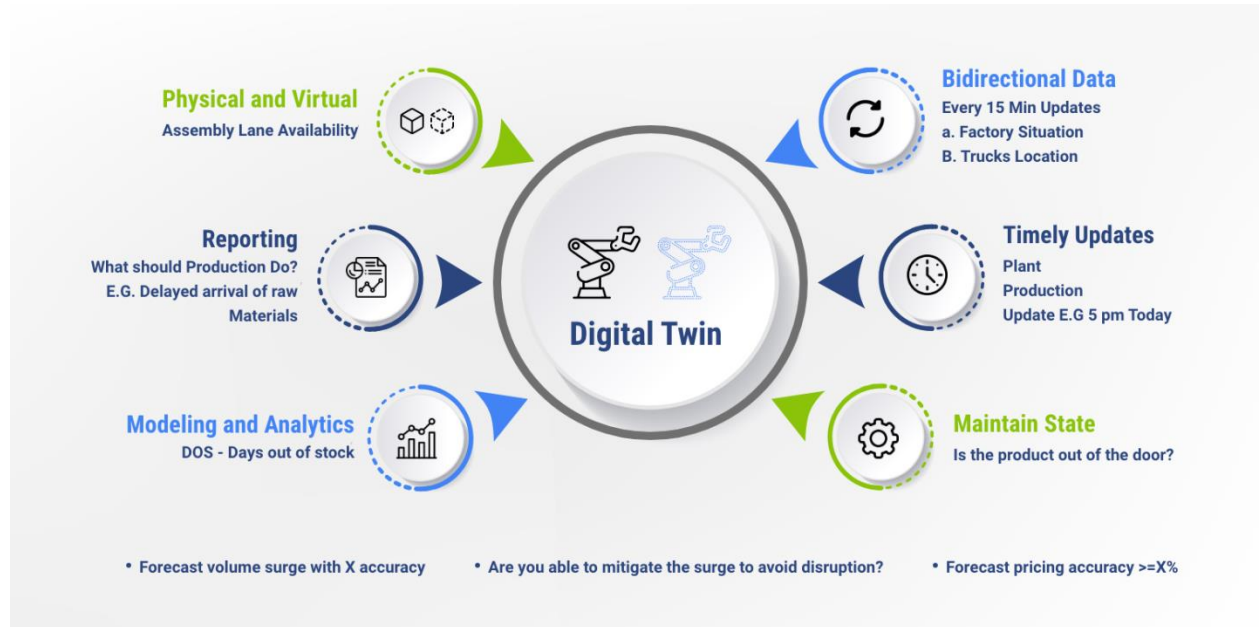 Physical and Virtual
Assembly Lane Availability
Reporting
What should Production Do?
E.G. Delayed arrival of raw
Materials
Modeling and Analytics
DOS - Days out of stock
Digital Twin
Bidirectional Data
Every 15 Min Updates
a. Factory Situation
B. Trucks Location
Timely Updates
Plant
Production
Update E.G 5 pm Today
Maintain State
Is the product out of the door?
• Forecast volume surge with X accuracy
• Are you able to mitigate the surge to avoid disruption?
• Forecast pricing accuracy >=X%